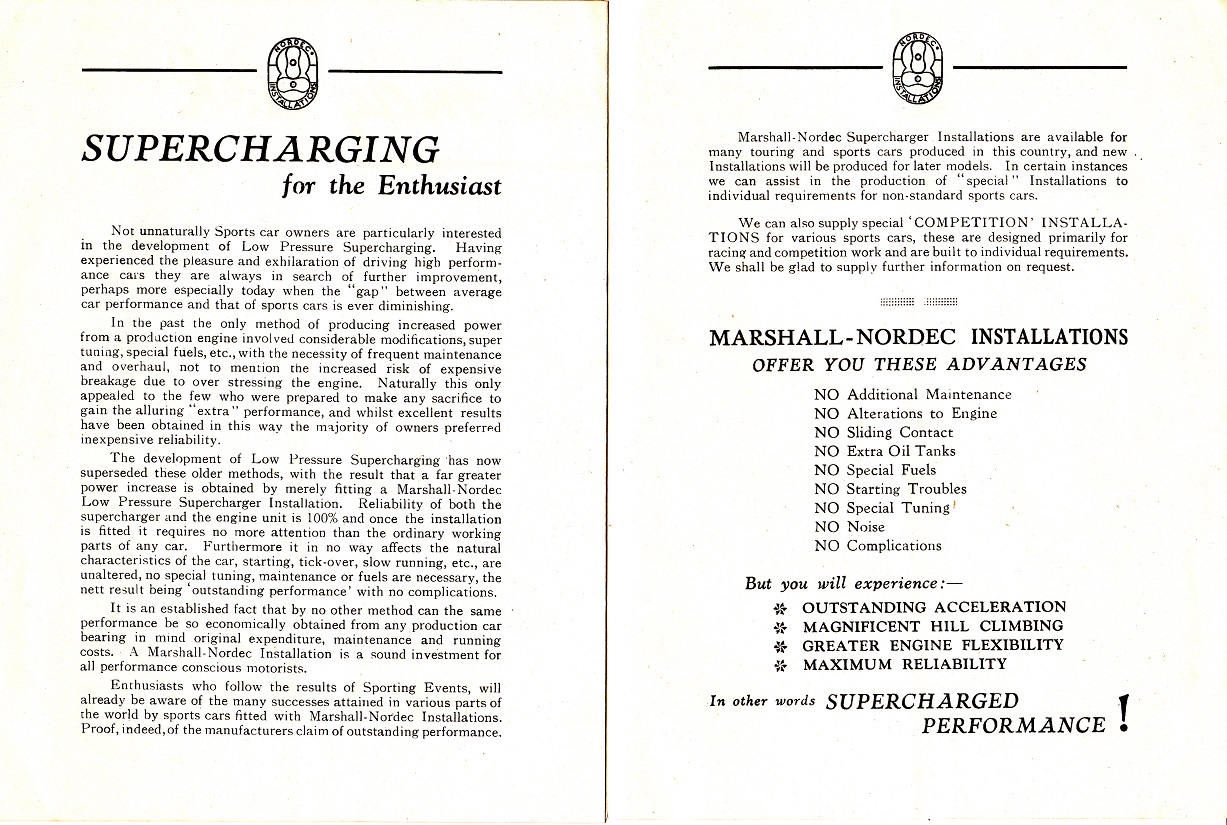 NORDEC
INSTALLATIONS
SUPERCHARGING
for the Enthusiast
Not unnaturally Sports car owners are particularly interested
in the development of Low Pressure Supercharging. Having
experienced the pleasure and exhilaration of driving high perform-
ance cars they are always in search of further improvement,
perhaps more especially today when the "gap" between average
car performance and that of sports cars is ever diminishing.
In the past the only method of producing increased power
from a production engine involved considerable modifications, super
tuning, special fuels, etc., with the necessity of frequent maintenance
and overhaul, not to mention the increased risk of expensive
breakage due to over stressing the engine. Naturally this only
appealed to the few who were prepared to make any sacrifice to
gain the alluring "extra" performance, and whilst excellent results
have been obtained in this way the majority of owners preferred
inexpensive reliability.
The development of Low Pressure Supercharging has now
superseded these older methods, with the result that a far greater
power increase is obtained by merely fitting a Marshall-Nordec
Low Pressure Supercharger Installation. Reliability of both the
supercharger and the engine unit is 100% and once the installation
is fitted it requires no more attention than the ordinary working
parts of any car. Furthermore it in no way affects the natural
characteristics of the car, starting, tick-over, slow running, etc., are
unaltered, no special tuning, maintenance or fuels are necessary, the
nett result being 'outstanding performance' with no complications.
It is an established fact that by no other method can the same
performance be so economically obtained from any production car
bearing in mind original expenditure, maintenance and running
costs. A Marshall-Nordec Installation is a sound investment for
all performance conscious motorists.
Enthusiasts who follow the results of Sporting Events, will
already be aware of the many successes attained in various parts of
the world by sports cars fitted with Marshall-Nordec Installations.
Proof, indeed, of the manufacturers claim of outstanding performance.
NORDEC
INSTALLATIONS
Marshall-Nordec Supercharger Installations are available for
many touring and sports cars produced in this country, and new
Installations will be produced for later models. In certain instances
we can assist in the production of "special" Installations to
individual requirements for non-standard sports cars.
We can also supply special 'COMPETITION' INSTALLA-
TIONS for various sports cars, these are designed primarily for
racing and competition work and are built to individual requirements.
We shall be glad to supply further information on request.
MARSHALL-NORDEC INSTALLATIONS
OFFER YOU THESE ADVANTAGES
NO Additional Maintenance
NO Alterations to Engine
NO Sliding Contact
NO Extra Oil Tanks
NO Special Fuels
NO Starting Troubles
NO Special Tuning
NO Noise
NO Complications
But you will experience:—
OUTSTANDING ACCELERATION
MAGNIFICENT HILL CLIMBING
GREATER ENGINE FLEXIBILITY
MAXIMUM RELIABILITY
In other words SUPERCHARGED
PERFORMANCE!